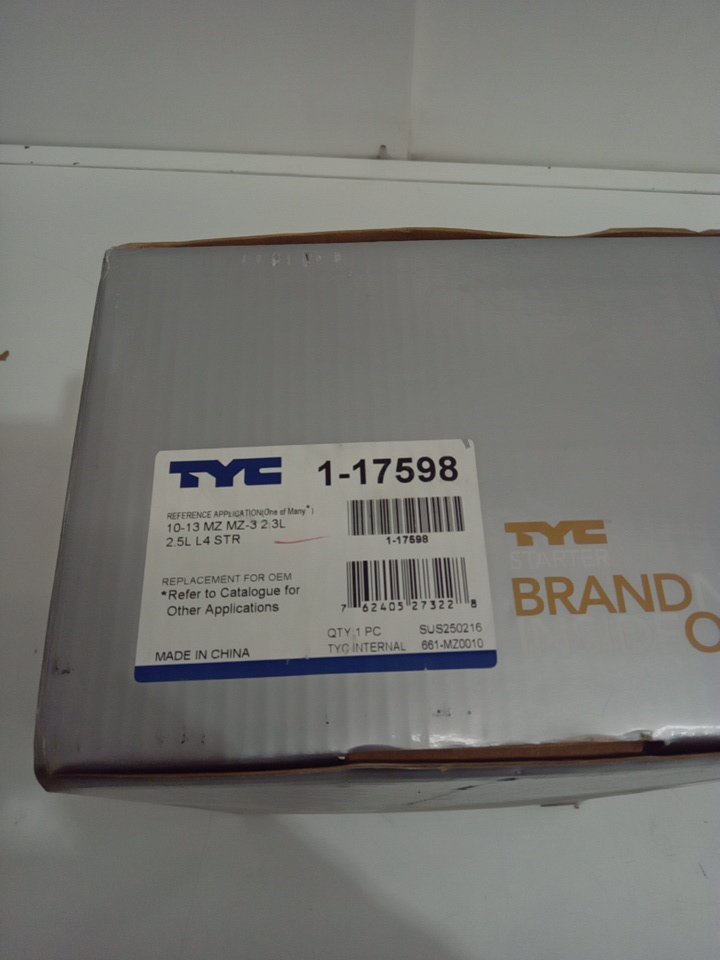 TYC 1-17598
REFERENCE APPLICATION(One of Many*)
10-13 MZ MZ-3 2.3L
2.5L L4 STR
1-17598
REPLACEMENT FOR OEM
*Refer to Catalogue for
Other Applications
7 62405 27322 8
QTY:1 PC SUS250216
TYC INTERNAL 661-MZ0010
MADE IN CHINA
TYC
STARTER
BRAND